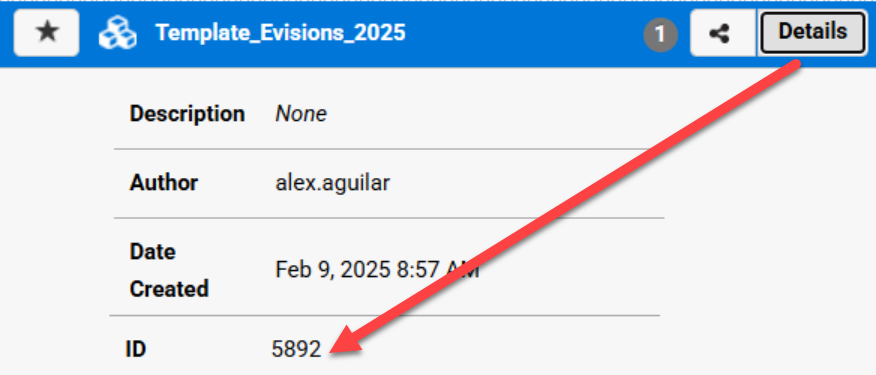 Template_Evisions_2025 1 Details
Description None
Author alex.aguilar
Date
Created Feb 9, 2025 8:57 AM
ID 5892